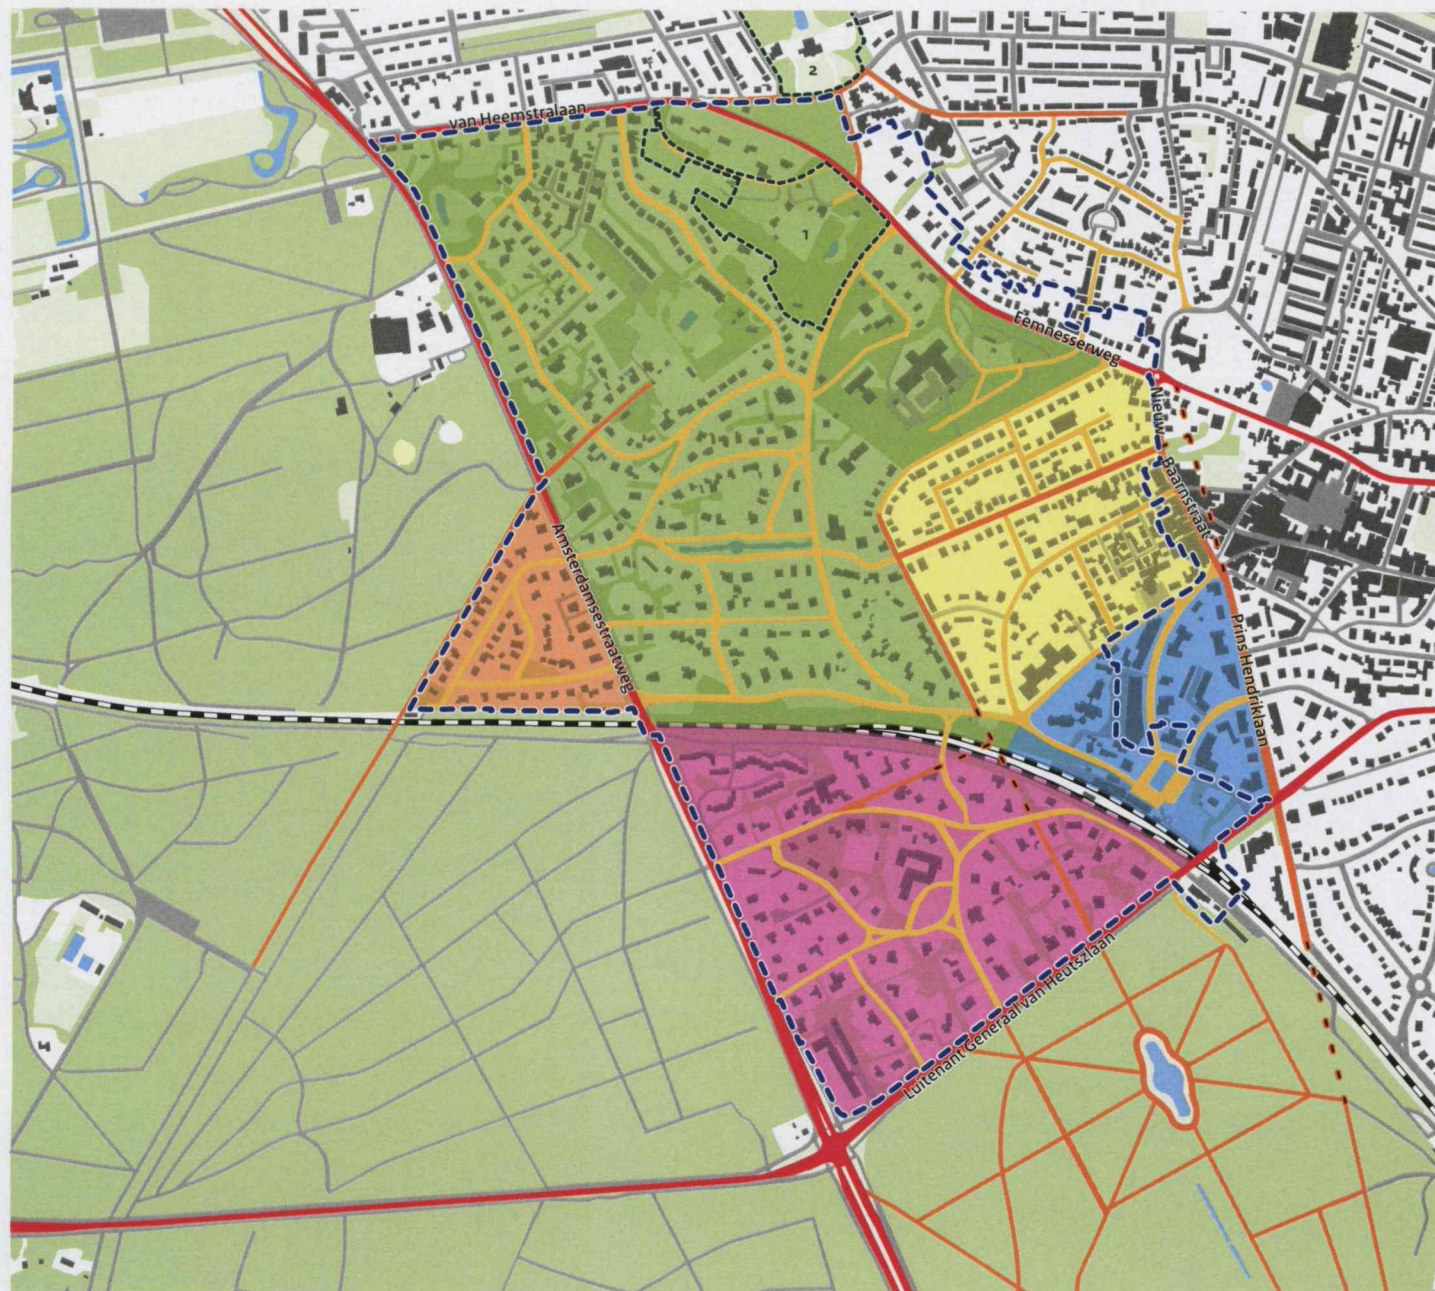 2
van Heemstralaan
1
Eemnesserweg
Nieuw
Baarnstraat
Amsterdamsestraatweg
Prins Hendriklaan
Luitenant Generaal van Heutszlaan